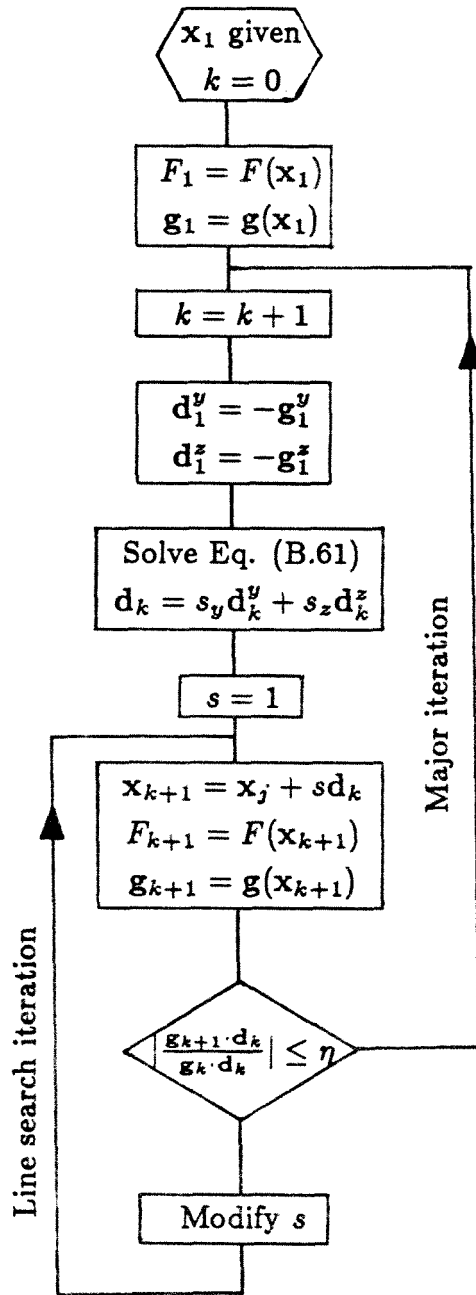 x₁ given
k = 0
F₁ = F(x₁)
g₁ = g(x₁)
k = k + 1
d₁ʸ = −g₁ʸ
d₁ᶻ = −g₁ᶻ
Solve Eq. (B.61)
dₖ = s_y dₖʸ + s_z dₖᶻ
s = 1
xₖ₊₁ = xⱼ + sdₖ
Fₖ₊₁ = F(xₖ₊₁)
gₖ₊₁ = g(xₖ₊₁)
|gₖ₊₁·dₖ / gₖ·dₖ| ≤ η
Modify s
Line search iteration
Major iteration